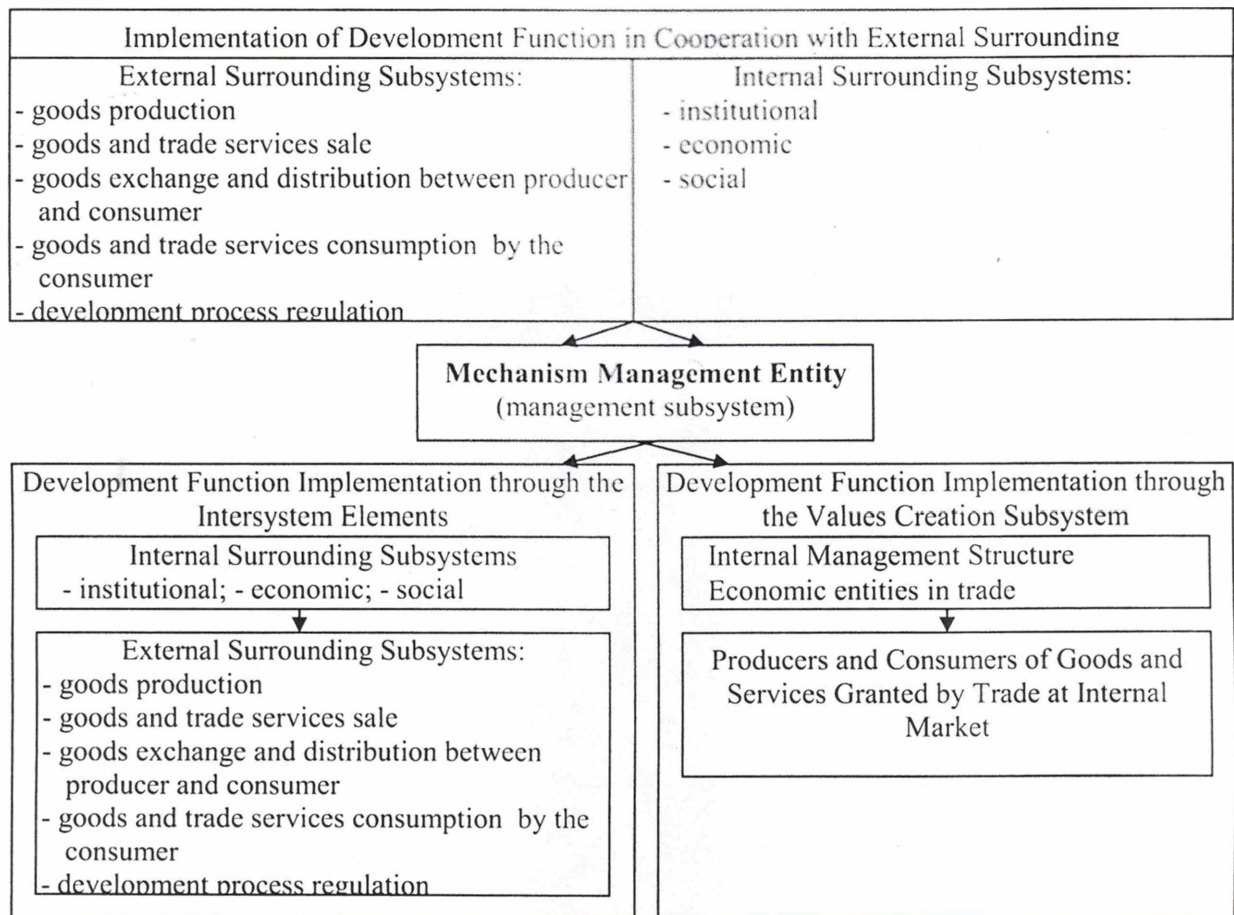 Implementation of Development Function in Cooperation with External Surrounding
External Surrounding Subsystems:
- goods production
- goods and trade services sale
- goods exchange and distribution between producer
and consumer
- goods and trade services consumption by the
consumer
- development process regulation
Internal Surrounding Subsystems:
- institutional
- economic
- social
Mechanism Management Entity
(management subsystem)
Development Function Implementation through the
Intersystem Elements
Internal Surrounding Subsystems
- institutional; - economic; - social
External Surrounding Subsystems:
- goods production
- goods and trade services sale
- goods exchange and distribution between
producer and consumer
- goods and trade services consumption by the
consumer
- development process regulation
Development Function Implementation through
the Values Creation Subsystem
Internal Management Structure
Economic entities in trade
Producers and Consumers of Goods and
Services Granted by Trade at Internal
Market